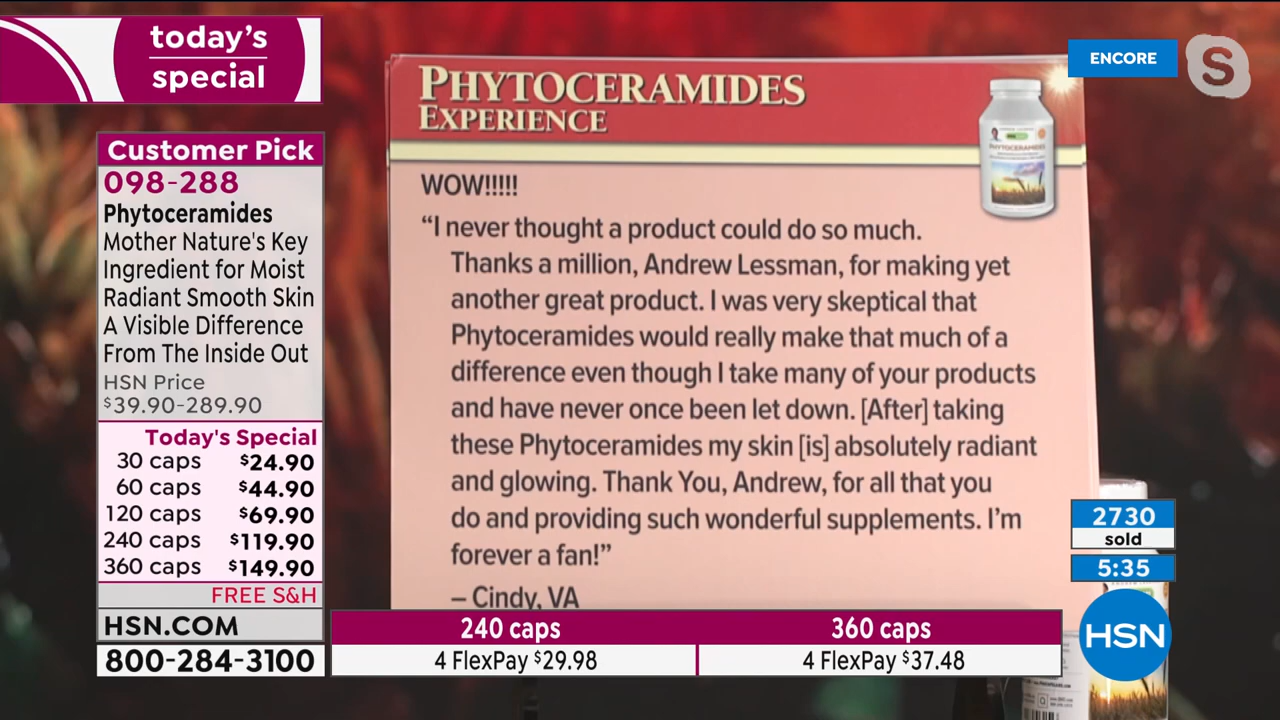 today's
special
Customer Pick
098-288
Phytoceramides
Mother Nature's Key
Ingredient for Moist
Radiant Smooth Skin
A Visible Difference
From The Inside Out
HSN Price
$39.90-289.90
Today's Special
30 caps $24.90
60 caps $44.90
120 caps $69.90
240 caps $119.90
360 caps $149.90
FREE S&H
HSN.COM
800-284-3100
PHYTOCERAMIDES
EXPERIENCE
PHYTOCERAMIDES
WOW!!!!!
“I never thought a product could do so much.
Thanks a million, Andrew Lessman, for making yet
another great product. I was very skeptical that
Phytoceramides would really make that much of a
difference even though I take many of your products
and have never once been let down. [After] taking
these Phytoceramides my skin [is] absolutely radiant
and glowing. Thank You, Andrew, for all that you
do and providing such wonderful supplements. I’m
forever a fan!”
– Cindy, VA
240 caps 360 caps
4 FlexPay $29.98 4 FlexPay $37.48
ENCORE
S
2730
sold
5:35
HSN